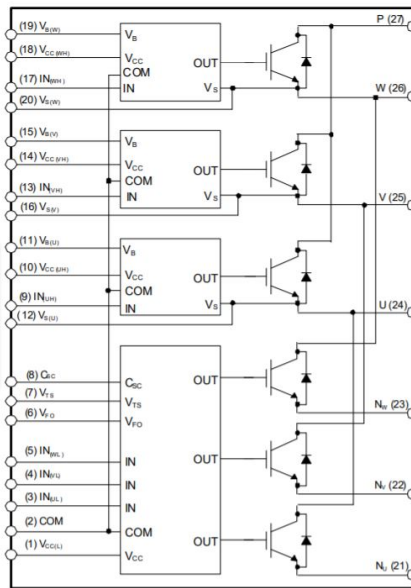 (19) VB(W)
VB
P (27)
(18) VCC(WH)
VCC
OUT
COM
(17) IN(WH)
IN
W (26)
(20) VS(W)
VS
(15) VB(V)
VB
(14) VCC(VH)
VCC
OUT
COM
(13) IN(VH)
IN
VS
V (25)
(16) VS(V)
(11) VB(U)
VB
(10) VCC(UH)
VCC
OUT
COM
(9) IN(UH)
IN
VS
U (24)
(12) VS(U)
(8) CSC
CSC
OUT
(7) VTS
VTS
(6) VFO
VFO
NW (23)
(5) IN(WL)
IN
OUT
(4) IN(VL)
IN
NV (22)
(3) IN(UL)
IN
(2) COM
COM
(1) VCC(L)
VCC
OUT
NU (21)